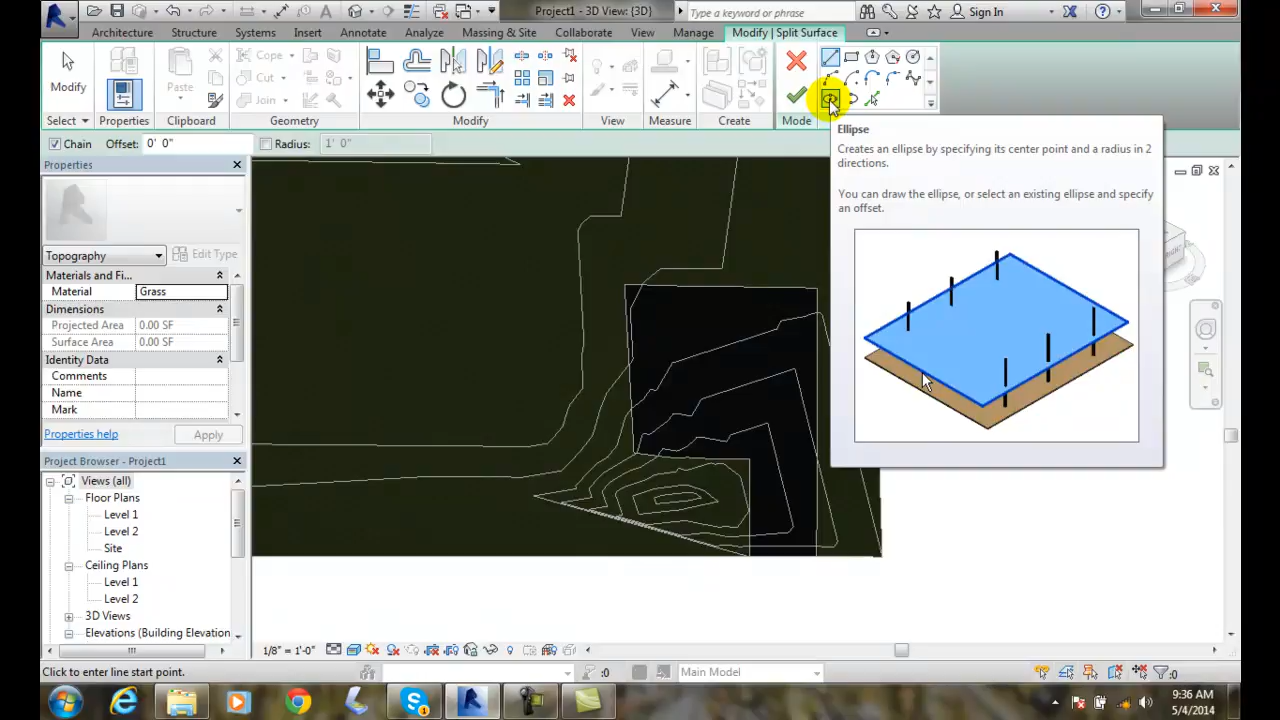 Project1 - 3D View: {3D}
Type a keyword or phrase
Sign In
Architecture
Structure
Systems
Insert
Annotate
Analyze
Massing & Site
Collaborate
View
Manage
Modify | Split Surface
Modify
Paste
Cope
Cut
Join
Select
Properties
Clipboard
Geometry
Modify
View
Measure
Create
Mode
Chain
Offset:
0' 0"
Radius:
1' 0"
Ellipse
Creates an ellipse by specifying its center point and a radius in 2
directions.
You can draw the ellipse, or select an existing ellipse and specify
an offset.
Properties
Topography
Edit Type
Materials and Fi...
Material
Grass
Dimensions
Projected Area
0.00 SF
Surface Area
0.00 SF
Identity Data
Comments
Name
Mark
Properties help
Apply
Project Browser - Project1
Views (all)
Floor Plans
Level 1
Level 2
Site
Ceiling Plans
Level 1
Level 2
3D Views
Elevations (Building Elevation
1/8" = 1'-0"
Click to enter line start point.
:0
Main Model
:0
9:36 AM
5/4/2014